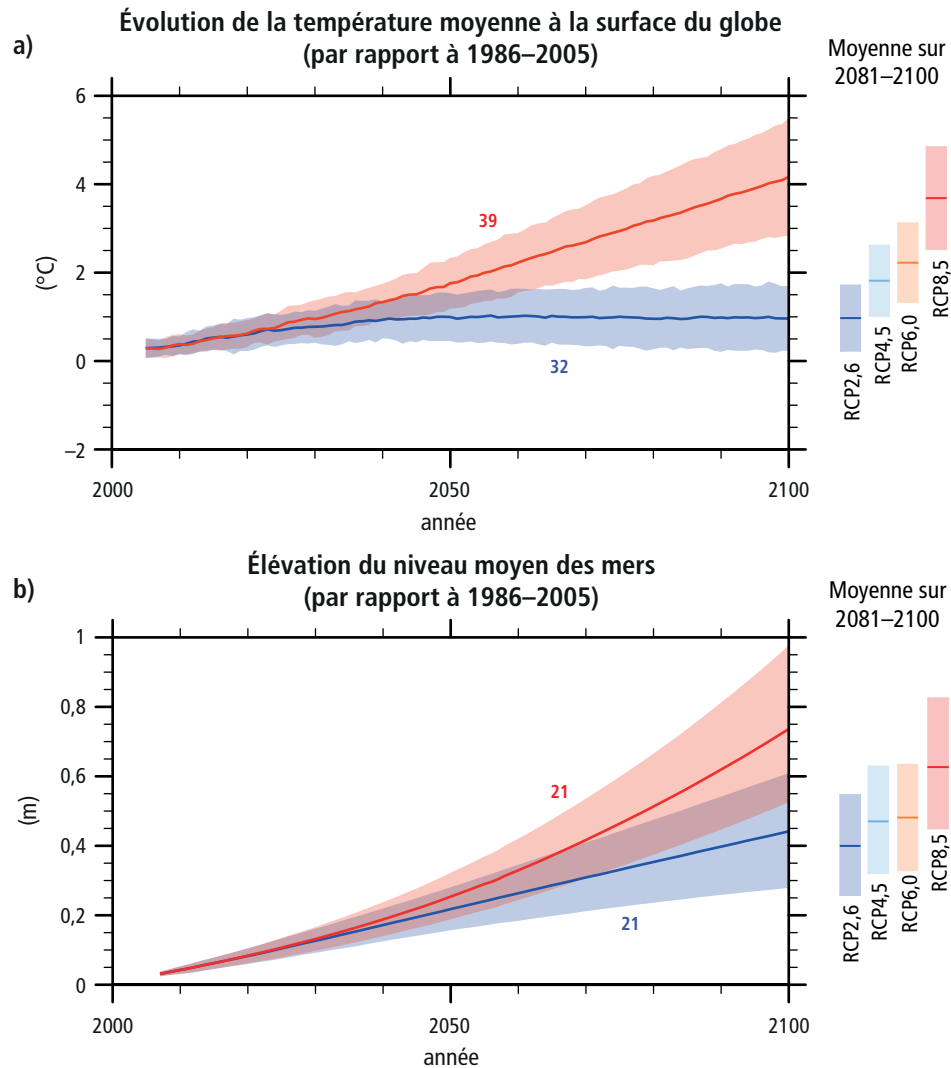 a)
Évolution de la température moyenne à la surface du globe
(par rapport à 1986–2005)
Moyenne sur
2081–2100
6
4
2
0
–2
(°C)
39
32
2000
2050
2100
année
RCP2,6
RCP4,5
RCP6,0
RCP8,5
b)
Élévation du niveau moyen des mers
(par rapport à 1986–2005)
Moyenne sur
2081–2100
1
0,8
0,6
0,4
0,2
0
(m)
21
21
2000
2050
2100
année
RCP2,6
RCP4,5
RCP6,0
RCP8,5